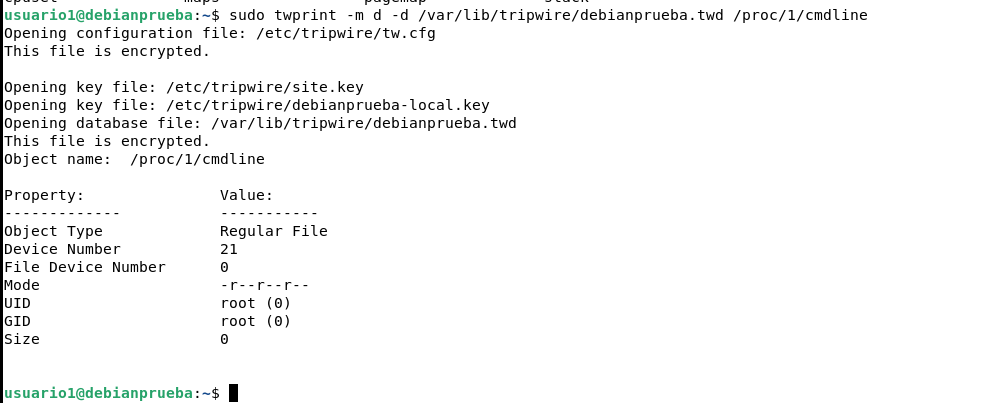 usuario1@debianprueba:~$ sudo twprint -m d -d /var/lib/tripwire/debianprueba.twd /proc/1/cmdline
Opening configuration file: /etc/tripwire/tw.cfg
This file is encrypted.
Opening key file: /etc/tripwire/site.key
Opening key file: /etc/tripwire/debianprueba-local.key
Opening database file: /var/lib/tripwire/debianprueba.twd
This file is encrypted.
Object name:  /proc/1/cmdline
Property:               Value:
-------------           -----------
Object Type             Regular File
Device Number           21
File Device Number      0
Mode                    -r--r--r--
UID                     root (0)
GID                     root (0)
Size                    0
usuario1@debianprueba:~$